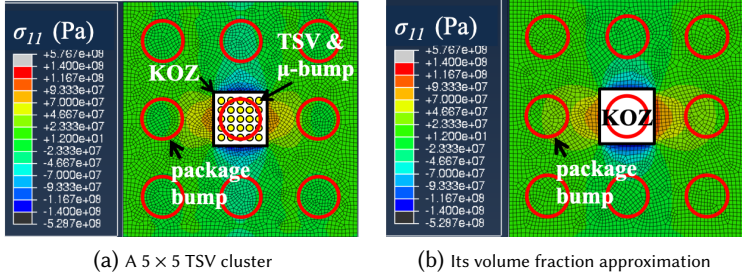 σ11 (Pa)
+5.767e+08
+1.400e+08
+1.167e+08
+9.333e+07
+7.000e+07
+4.667e+07
+2.333e+07
+1.200e+01
-2.333e+07
-4.667e+07
-7.000e+07
-9.333e+07
-1.167e+08
-1.400e+08
-5.297e+08
KOZ
TSV &
μ-bump
package
bump
(a) A 5 × 5 TSV cluster
σ11 (Pa)
+5.767e+08
+1.400e+08
+1.167e+08
+9.333e+07
+7.000e+07
+4.667e+07
+2.333e+07
+1.200e+01
-2.333e+07
-4.667e+07
-7.000e+07
-9.333e+07
-1.167e+08
-1.400e+08
-5.297e+08
KOZ
package
bump
(b) Its volume fraction approximation